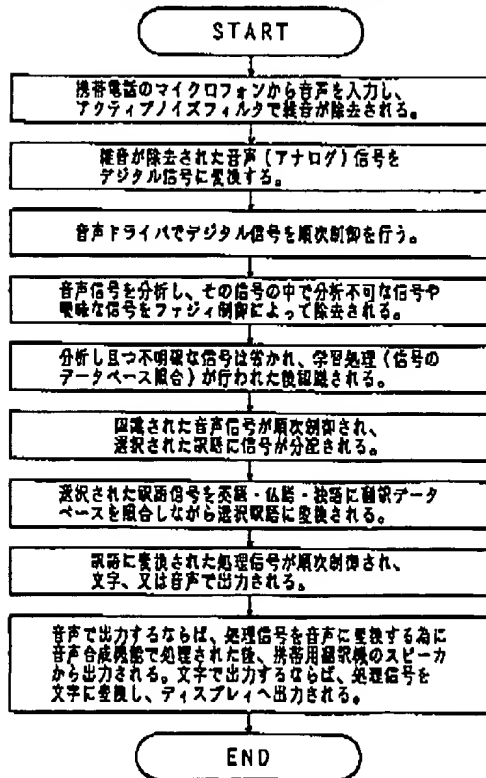 START
携帯電話のマイクロフォンから音声を入力し、
アクティブノイズフィルタで雑音が除去される。
雑音が除去された音声(アナログ)信号を
デジタル信号に変換する。
音声ドライバでデジタル信号を順次制御を行う。
音声信号を分析し、その信号の中で分析不可な信号や
曖昧な信号をファジィ制御によって除去される。
分析し且つ不明確な信号は省かれ、学習処理(信号の
データベース照合)が行われた後認識される。
認識された音声信号が順次制御され、
選択された訳語に信号が分配される。
選択された訳語信号を英語・仏語・独語に翻訳データ
ベースを照合しながら選択訳語に変換される。
訳語に変換された処理信号が順次制御され、
文字、又は音声で出力される。
音声で出力するならば、処理信号を音声に変換する為に
音声合成機能で処理された後、携帯用翻訳機のスピーカ
から出力される。文字で出力するならば、処理信号を
文字に変換し、ディスプレィへ出力される。
END